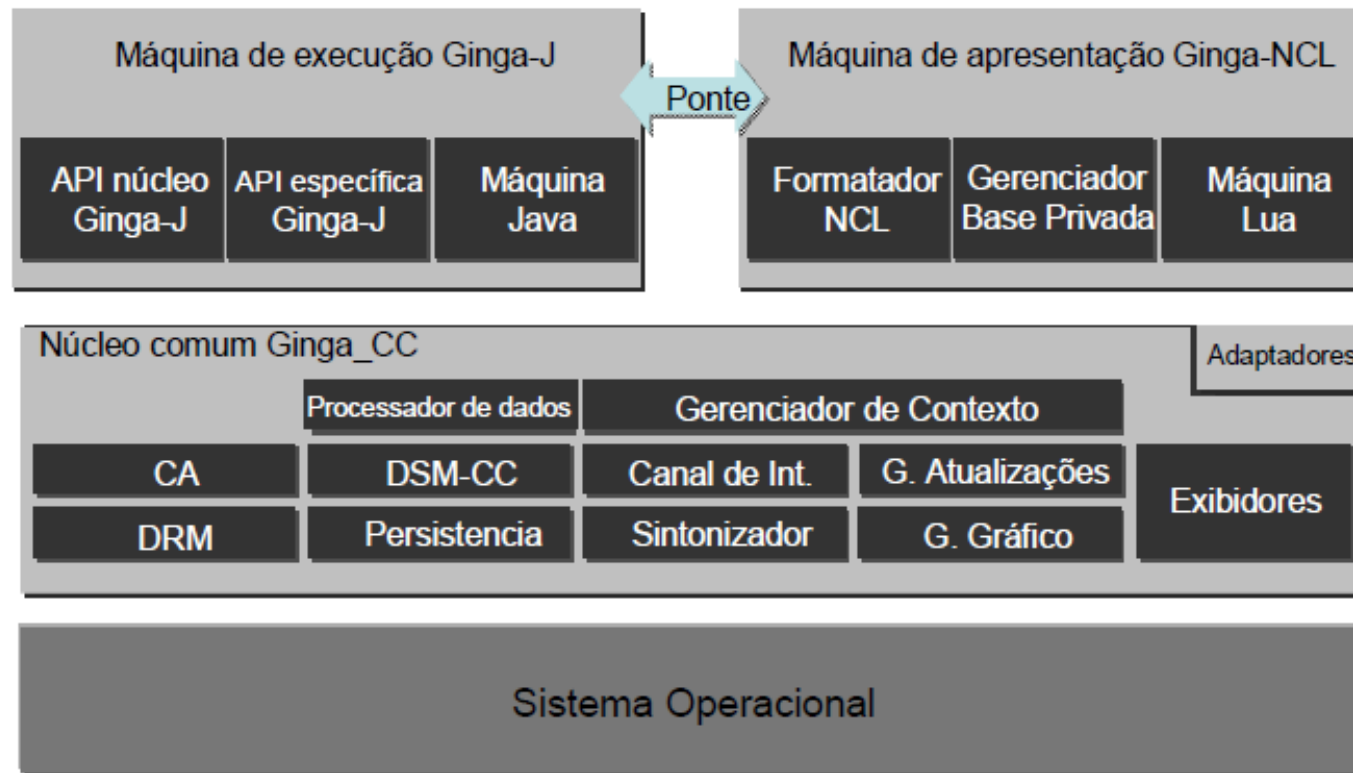 Máquina de execução Ginga-J
Ponte
Máquina de apresentação Ginga-NCL
API núcleo
Ginga-J
API específica
Ginga-J
Máquina
Java
Formatador
NCL
Gerenciador
Base Privada
Máquina
Lua
Núcleo comum Ginga_CC
Adaptadores
Processador de dados
Gerenciador de Contexto
CA
DSM-CC
Canal de Int.
G. Atualizações
Exibidores
DRM
Persistencia
Sintonizador
G. Gráfico
Sistema Operacional